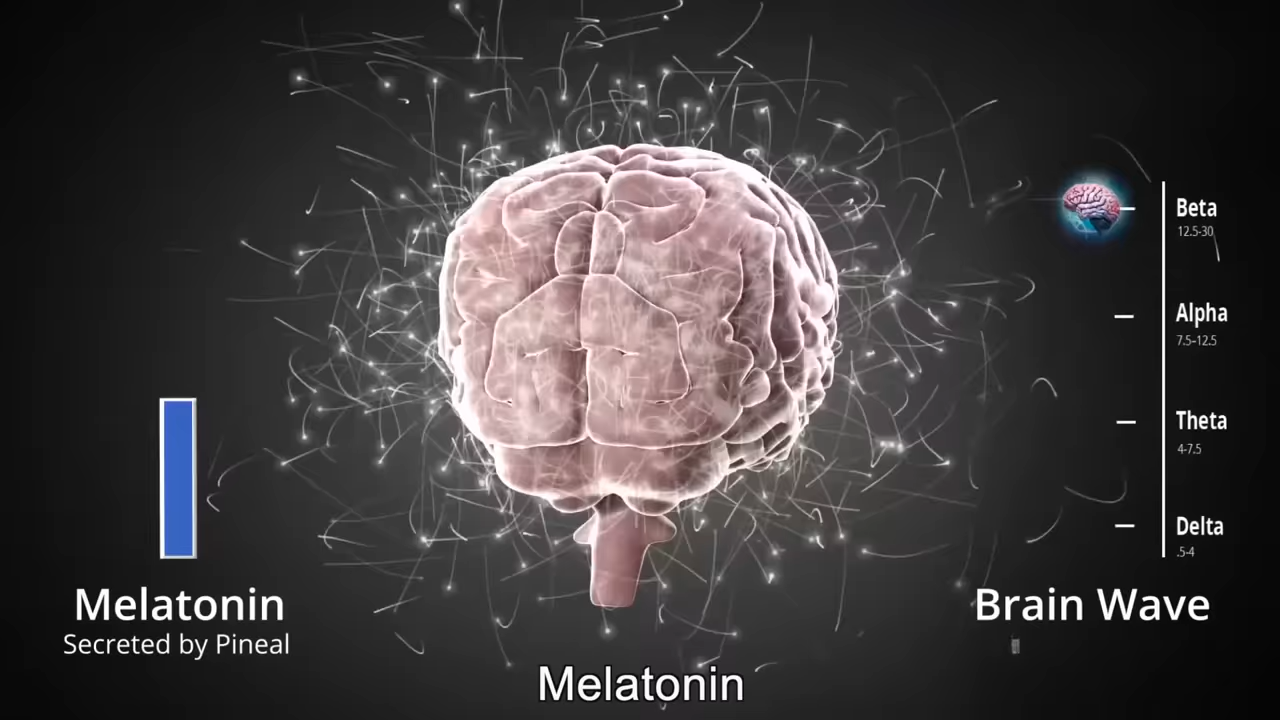 Beta
12.5-30
Alpha
7.5-12.5
Theta
4-7.5
Delta
.5-4
Melatonin
Secreted by Pineal
Brain Wave
Melatonin